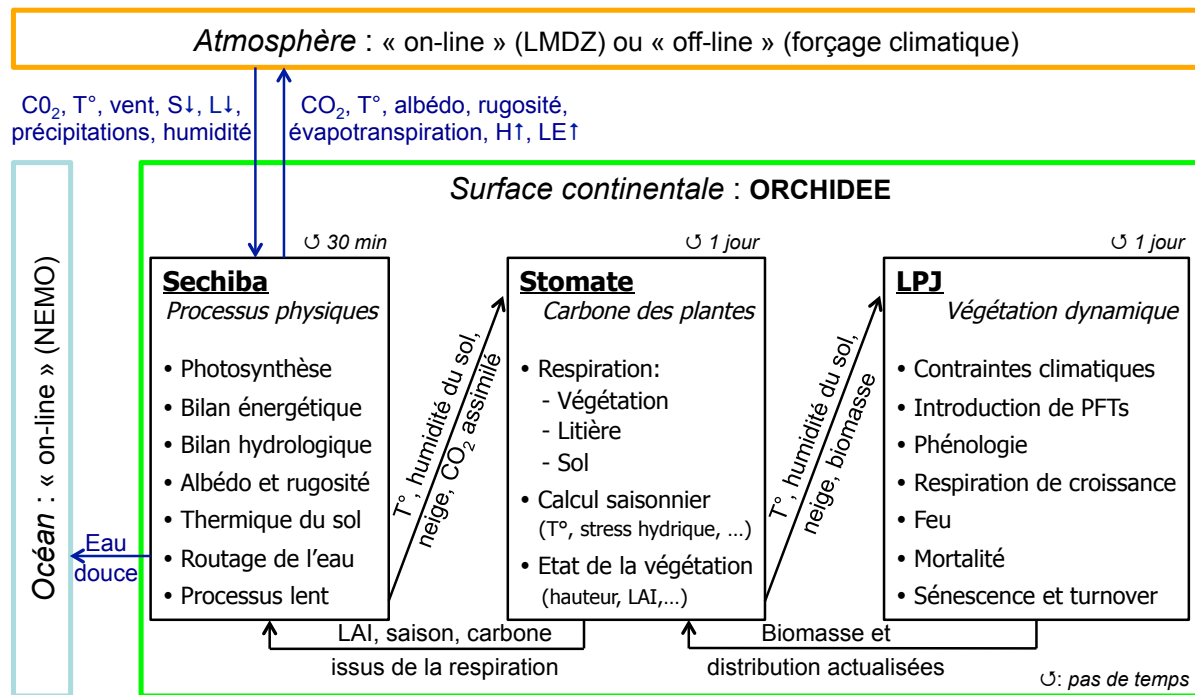 Atmosphère : « on-line » (LMDZ) ou « off-line » (forçage climatique)
C0₂, T°, vent, S↓, L↓,
précipitations, humidité
CO₂, T°, albédo, rugosité,
évapotranspiration, H↑, LE↑
Océan : « on-line » (NEMO)
Surface continentale : ORCHIDEE
↺ 30 min
Sechiba
Processus physiques
• Photosynthèse
• Bilan énergétique
• Bilan hydrologique
• Albédo et rugosité
• Thermique du sol
• Routage de l'eau
• Processus lent
Eau
douce
T°, humidité du sol,
neige, CO₂ assimilé
↺ 1 jour
Stomate
Carbone des plantes
• Respiration:
- Végétation
- Litière
- Sol
• Calcul saisonnier
(T°, stress hydrique, …)
• Etat de la végétation
(hauteur, LAI,…)
T°, humidité du sol,
neige, biomasse
↺ 1 jour
LPJ
Végétation dynamique
• Contraintes climatiques
• Introduction de PFTs
• Phénologie
• Respiration de croissance
• Feu
• Mortalité
• Sénescence et turnover
LAI, saison, carbone
issus de la respiration
Biomasse et
distribution actualisées
↺: pas de temps